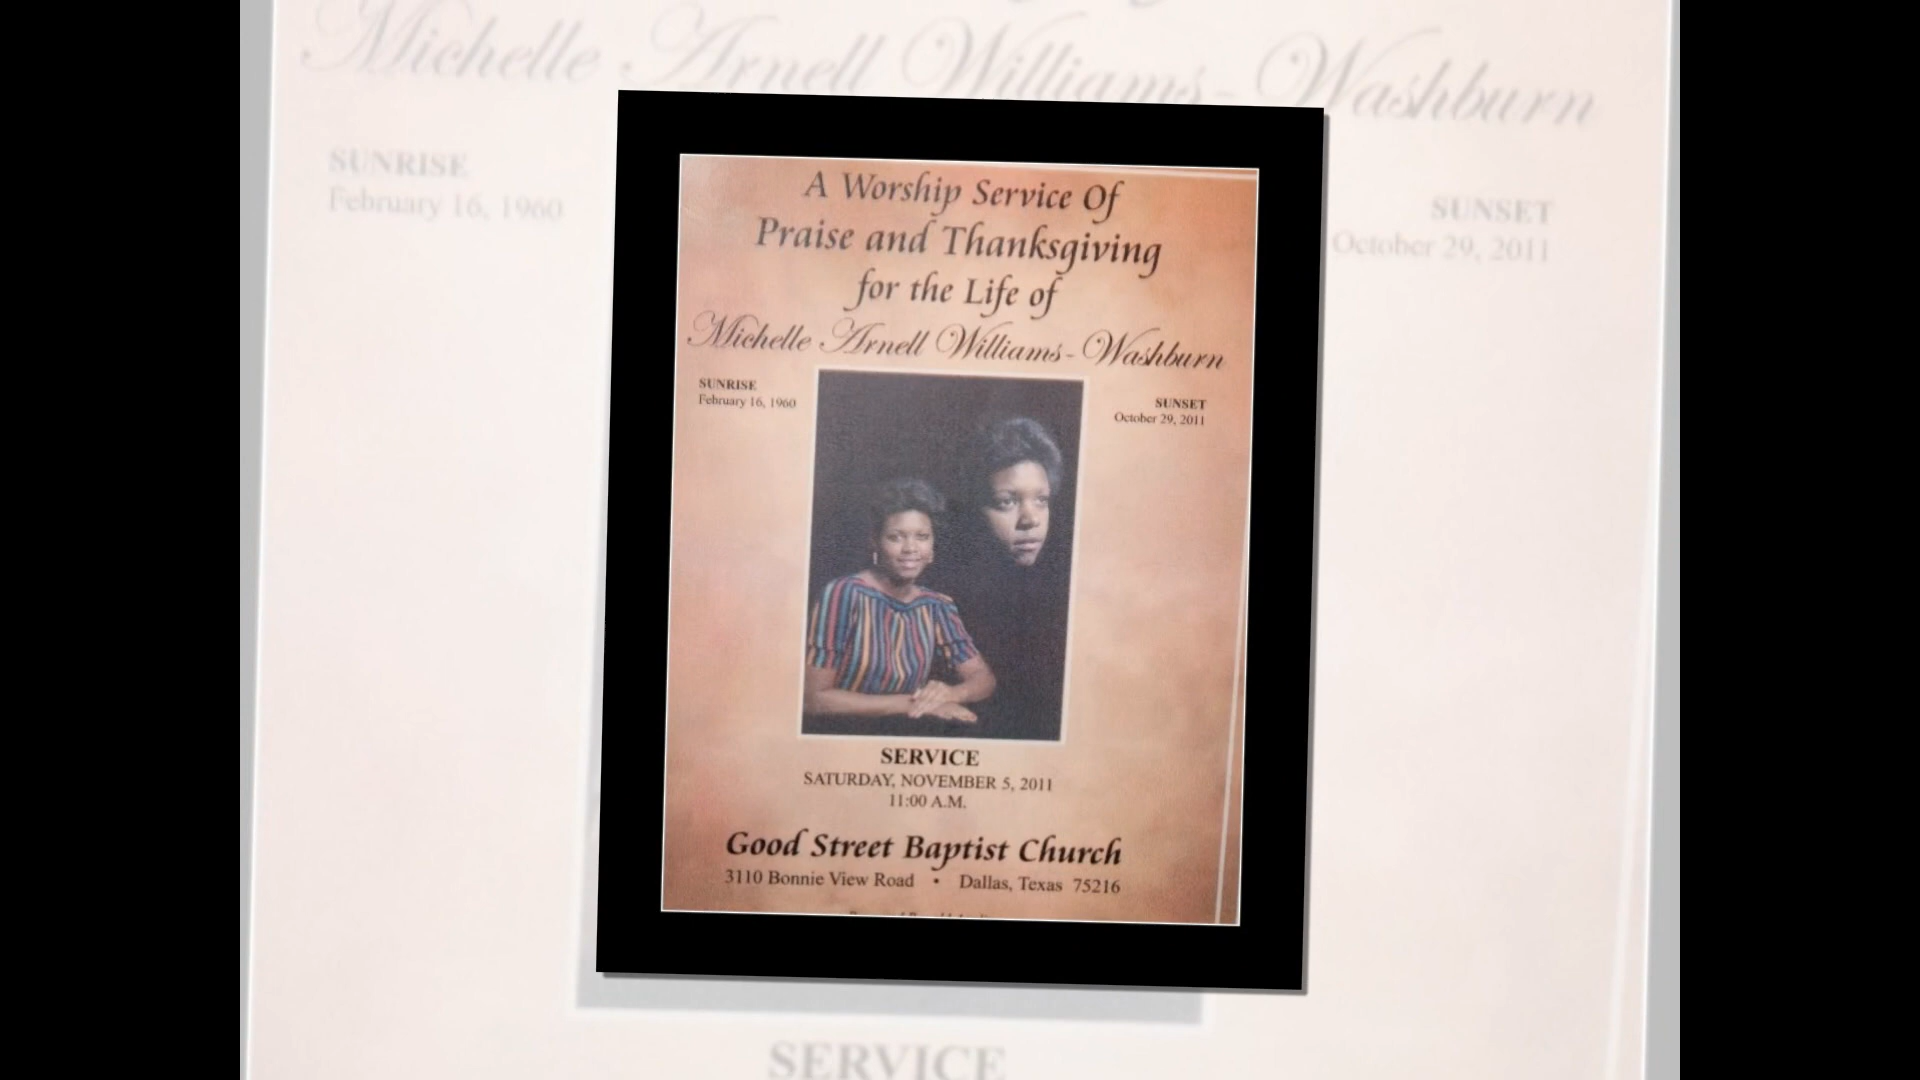 Michelle Arnell Williams-Washburn
SUNRISE
February 16, 1960
SUNSET
October 29, 2011
A Worship Service Of
Praise and Thanksgiving
for the Life of
Michelle Arnell Williams-Washburn
SUNRISE
February 16, 1960
SUNSET
October 29, 2011
SERVICE
SATURDAY, NOVEMBER 5, 2011
11:00 A.M.
Good Street Baptist Church
3110 Bonnie View Road • Dallas, Texas 75216
SERVICE